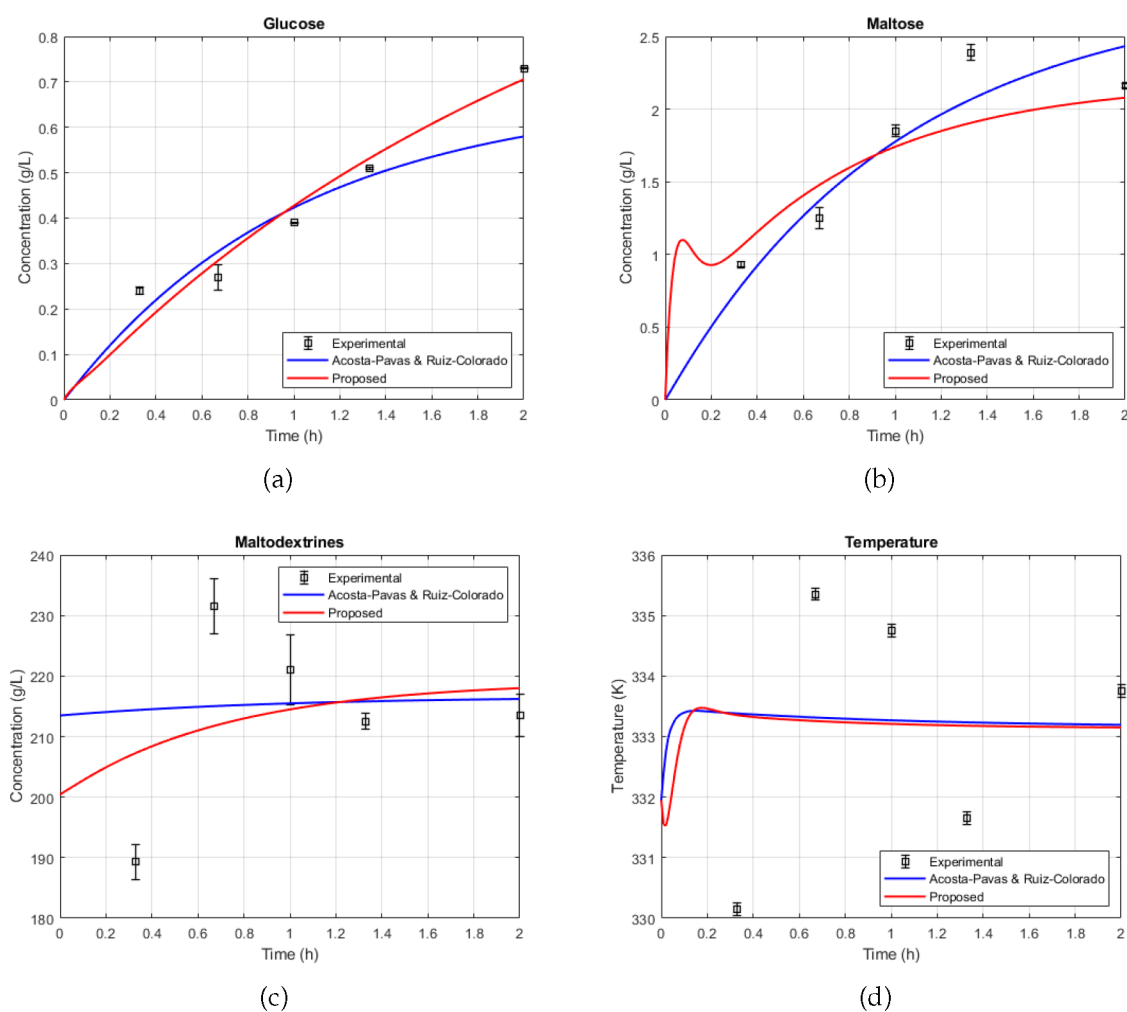 Glucose
Concentration (g/L)
0.8
0.7
0.6
0.5
0.4
0.3
0.2
0.1
0
0 0.2 0.4 0.6 0.8 1 1.2 1.4 1.6 1.8 2
Time (h)
Experimental
Acosta-Pavas & Ruiz-Colorado
Proposed
(a)
Maltose
Concentration (g/L)
2.5
2
1.5
1
0.5
0
0 0.2 0.4 0.6 0.8 1 1.2 1.4 1.6 1.8 2
Time (h)
Experimental
Acosta-Pavas & Ruiz-Colorado
Proposed
(b)
Maltodextrines
Concentration (g/L)
240
230
220
210
200
190
180
0 0.2 0.4 0.6 0.8 1 1.2 1.4 1.6 1.8 2
Time (h)
Experimental
Acosta-Pavas & Ruiz-Colorado
Proposed
(c)
Temperature
Temperature (K)
336
335
334
333
332
331
330
0 0.2 0.4 0.6 0.8 1 1.2 1.4 1.6 1.8 2
Time (h)
Experimental
Acosta-Pavas & Ruiz-Colorado
Proposed
(d)